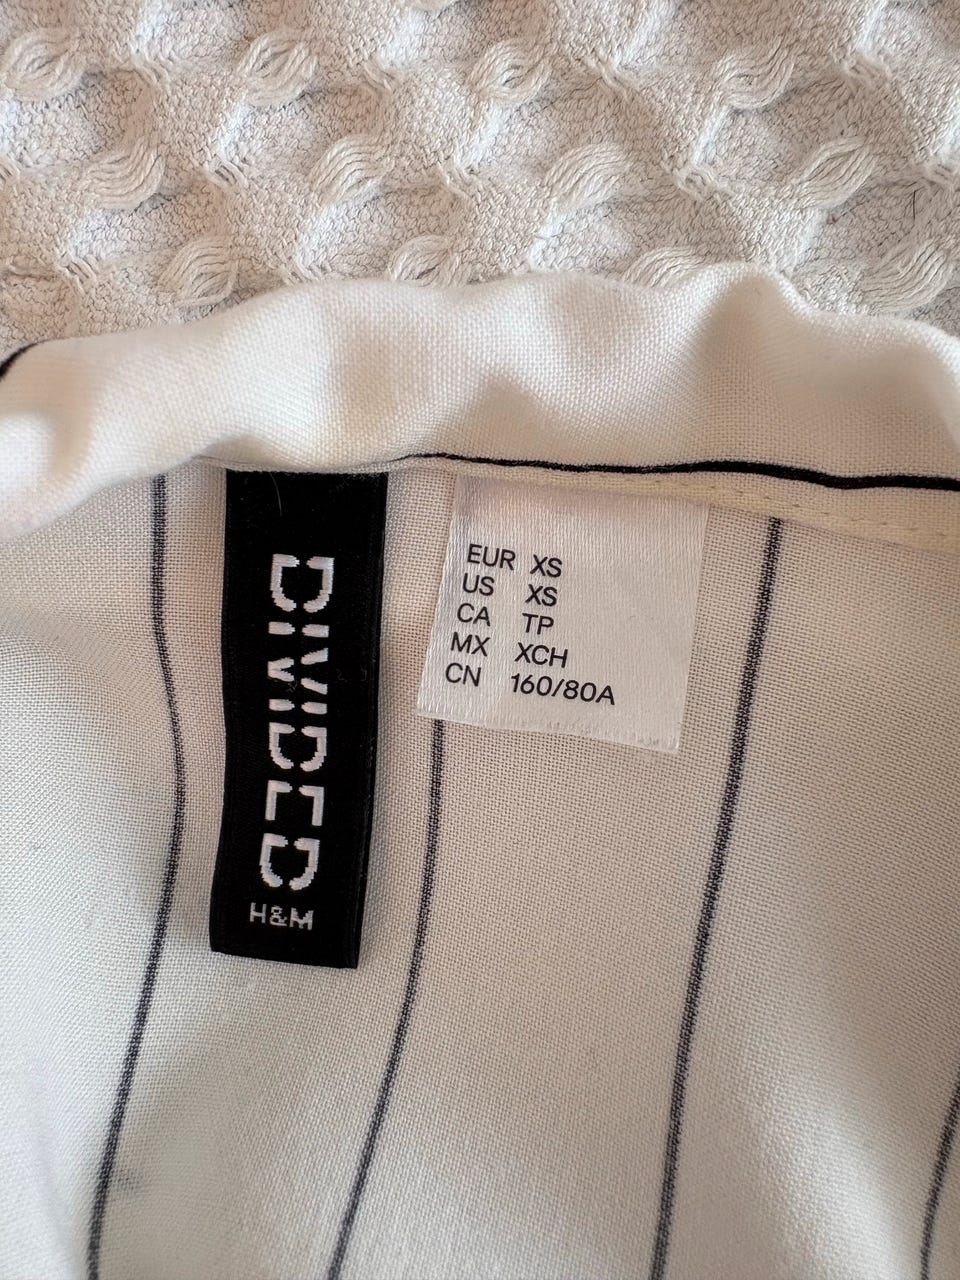 DIVIDED
H&M
EUR XS
US XS
CA TP
MX XCH
CN 160/80A